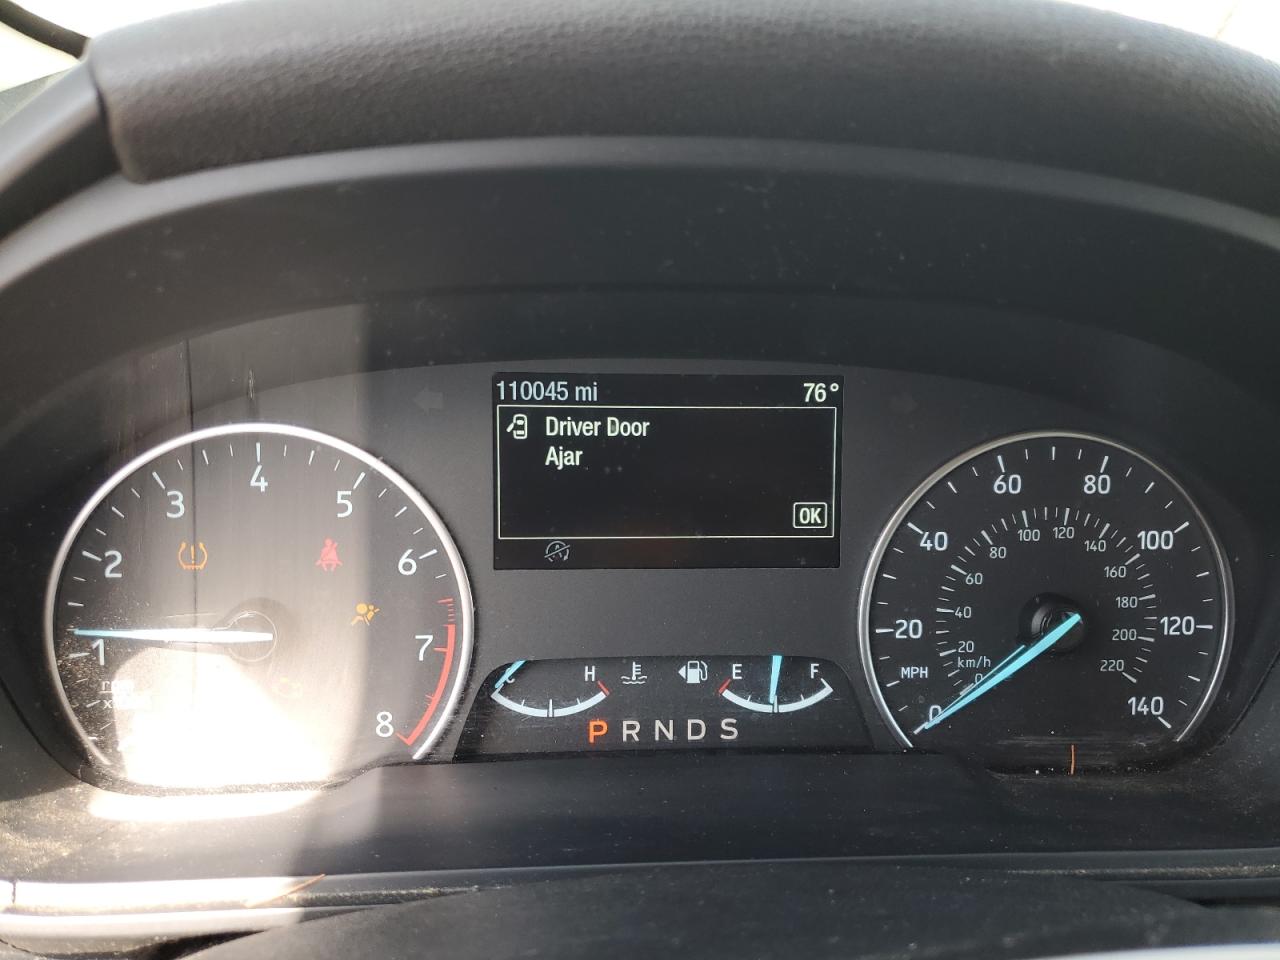 110045 mi 76°
Driver Door
Ajar
OK
1 2 3 4 5 6 7 8
C H
E F
P R N D S
0 20 40 60 80 100 120 140
MPH
km/h
0 20 40 60 80 100 120 140 160 180 200 220